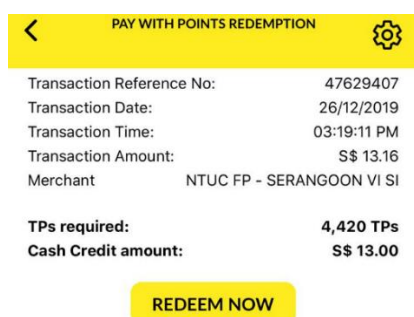 PAY WITH POINTS REDEMPTION
Transaction Reference No: 47629407
Transaction Date: 26/12/2019
Transaction Time: 03:19:11 PM
Transaction Amount: S$ 13.16
Merchant NTUC FP - SERANGOON VI SI
TPs required: 4,420 TPs
Cash Credit amount: S$ 13.00
REDEEM NOW